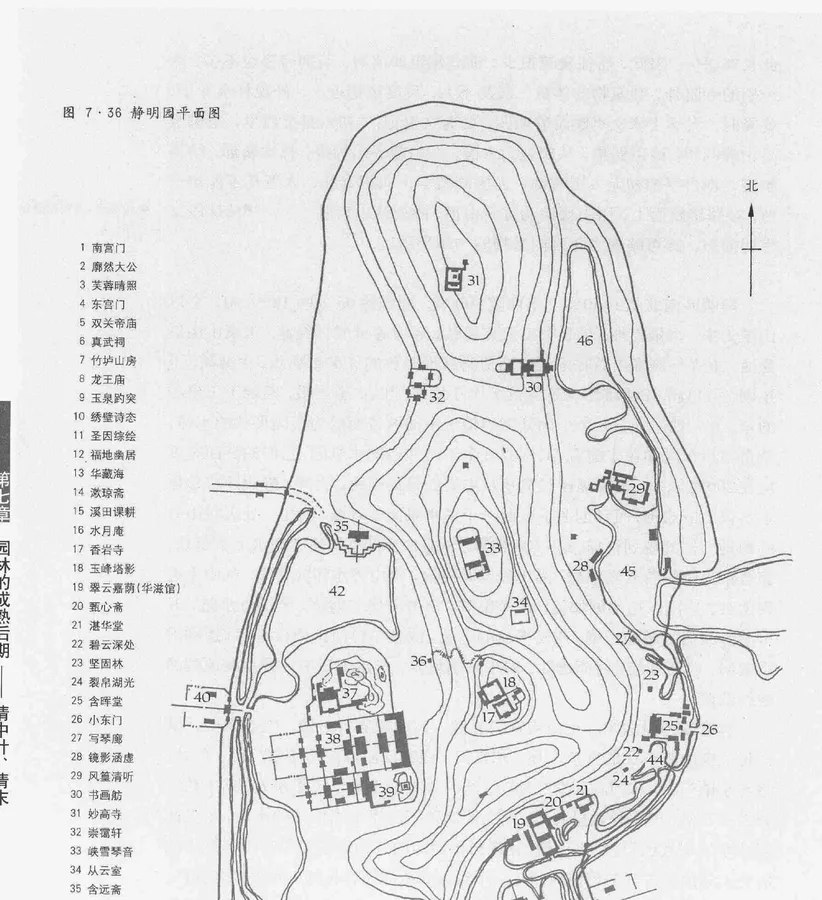 图 7·36 静明园平面图
北
1 南宫门
2 廓然大公
3 芙蓉晴照
4 东宫门
5 双关帝庙
6 真武祠
7 竹垆山房
8 龙王庙
9 玉泉趵突
10 绣壁诗态
11 圣因综绘
12 福地幽居
13 华藏海
14 漱琼斋
15 溪田课耕
16 水月庵
17 香岩寺
18 玉峰塔影
19 翠云嘉荫(华滋馆)
20 甄心斋
21 湛华堂
22 碧云深处
23 坚固林
24 裂帛湖光
25 含晖堂
26 小东门
27 写琴廊
28 镜影涵虚
29 风篁清听
30 书画舫
31 妙高寺
32 崇霭轩
33 峡雪琴音
34 从云室
35 含远斋
第七章
园林的成熟后期——清中叶、清末
31
46
30
32
29
35
33
28
45
42
34
27
36
23
18
37
40
17
25
26
38
22
44
24
39
21
20
19